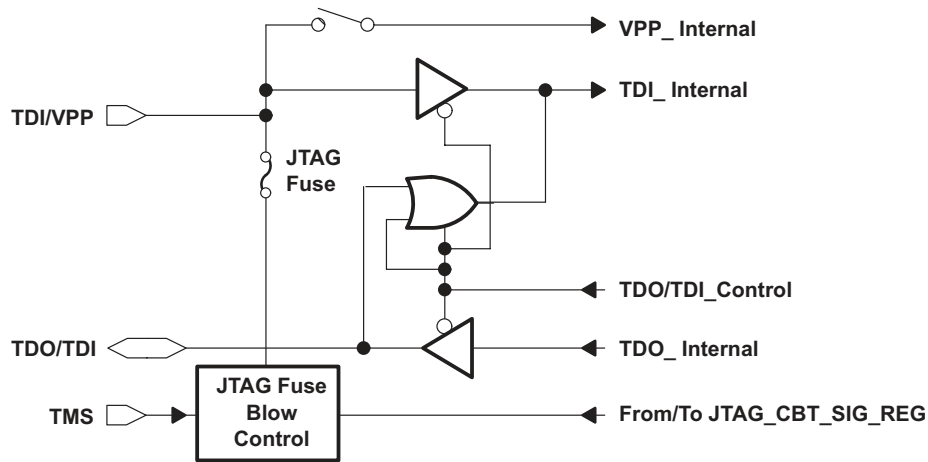 VPP_ Internal
TDI_ Internal
TDI/VPP
JTAG
Fuse
TDO/TDI_Control
TDO/TDI
TDO_ Internal
JTAG Fuse
Blow
Control
TMS
From/To JTAG_CBT_SIG_REG